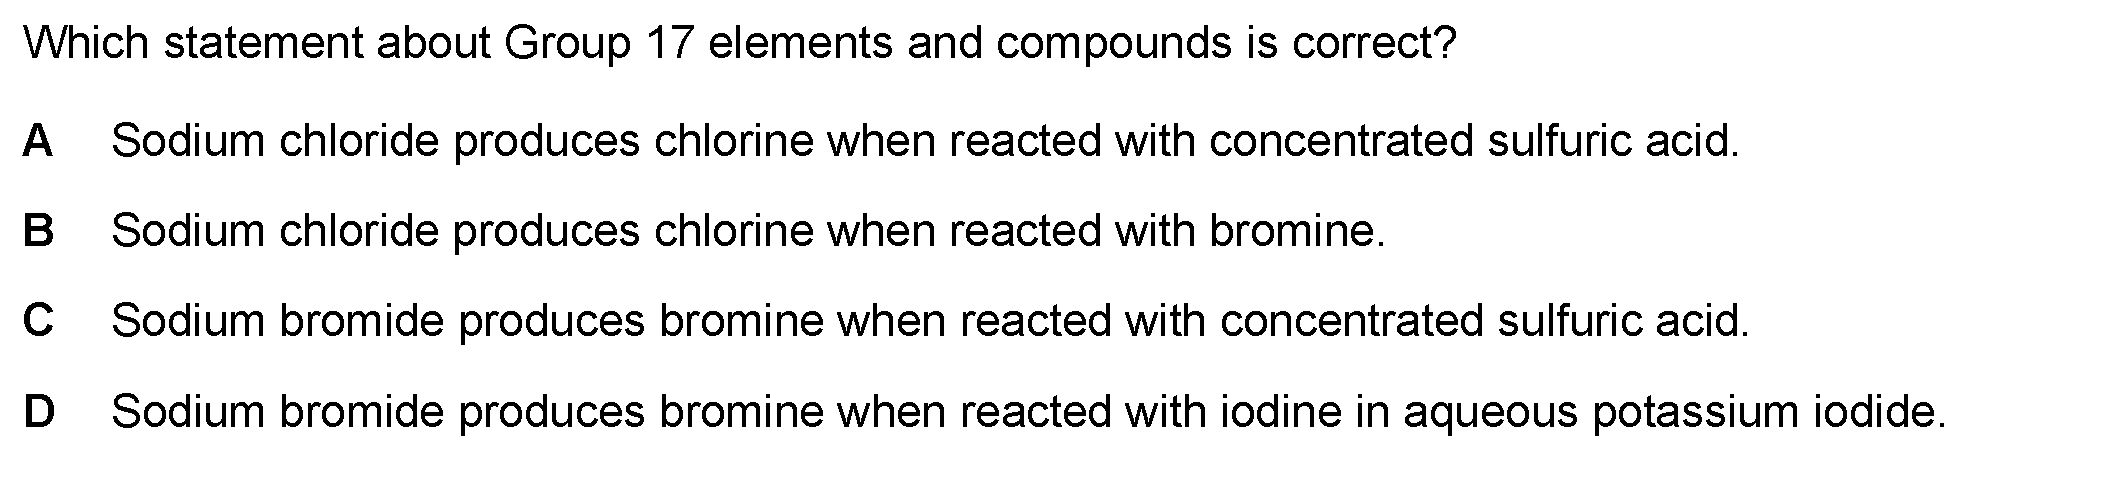 Which statement about Group 17 elements and compounds is correct?
A Sodium chloride produces chlorine when reacted with concentrated sulfuric acid.
B Sodium chloride produces chlorine when reacted with bromine.
C Sodium bromide produces bromine when reacted with concentrated sulfuric acid.
D Sodium bromide produces bromine when reacted with iodine in aqueous potassium iodide.